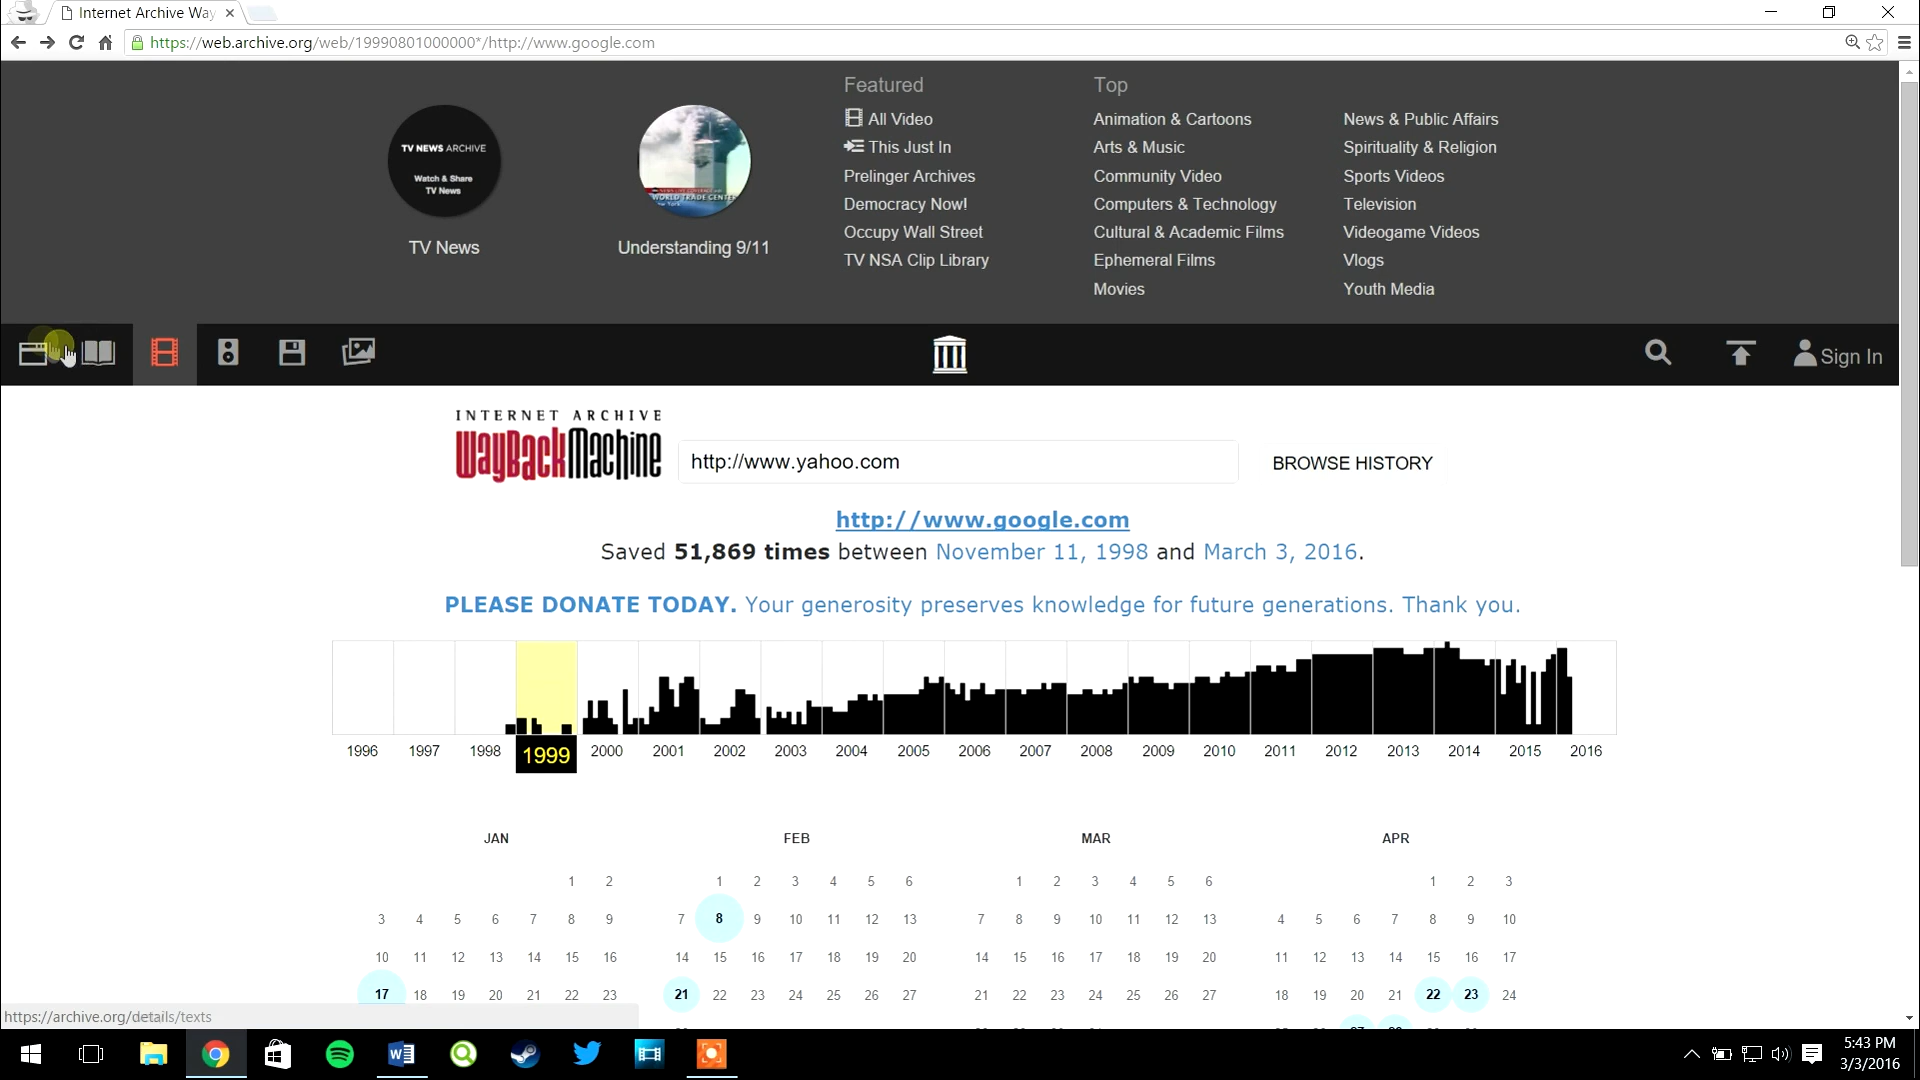 Internet Archive Way
https://web.archive.org/web/19990801000000*/http://www.google.com
TV NEWS ARCHIVE
Watch & Share
TV News
TV News
WORLD TRADE CENTER
Understanding 9/11
Featured
All Video
This Just In
Prelinger Archives
Democracy Now!
Occupy Wall Street
TV NSA Clip Library
Top
Animation & Cartoons
Arts & Music
Community Video
Computers & Technology
Cultural & Academic Films
Ephemeral Films
Movies
News & Public Affairs
Spirituality & Religion
Sports Videos
Television
Videogame Videos
Vlogs
Youth Media
Sign In
INTERNET ARCHIVE
WayBackMachine
http://www.yahoo.com
BROWSE HISTORY
http://www.google.com
Saved 51,869 times between November 11, 1998 and March 3, 2016.
PLEASE DONATE TODAY. Your generosity preserves knowledge for future generations. Thank you.
1996 1997 1998 1999 2000 2001 2002 2003 2004 2005 2006 2007 2008 2009 2010 2011 2012 2013 2014 2015 2016
JAN FEB MAR APR
1 2 1 2 3 4 5 6 1 2 3 4 5 6 1 2 3
3 4 5 6 7 8 9 7 8 9 10 11 12 13 7 8 9 10 11 12 13 4 5 6 7 8 9 10
10 11 12 13 14 15 16 14 15 16 17 18 19 20 14 15 16 17 18 19 20 11 12 13 14 15 16 17
17 18 19 20 21 22 23 21 22 23 24 25 26 27 21 22 23 24 25 26 27 18 19 20 21 22 23 24
https://archive.org/details/texts
5:43 PM
3/3/2016